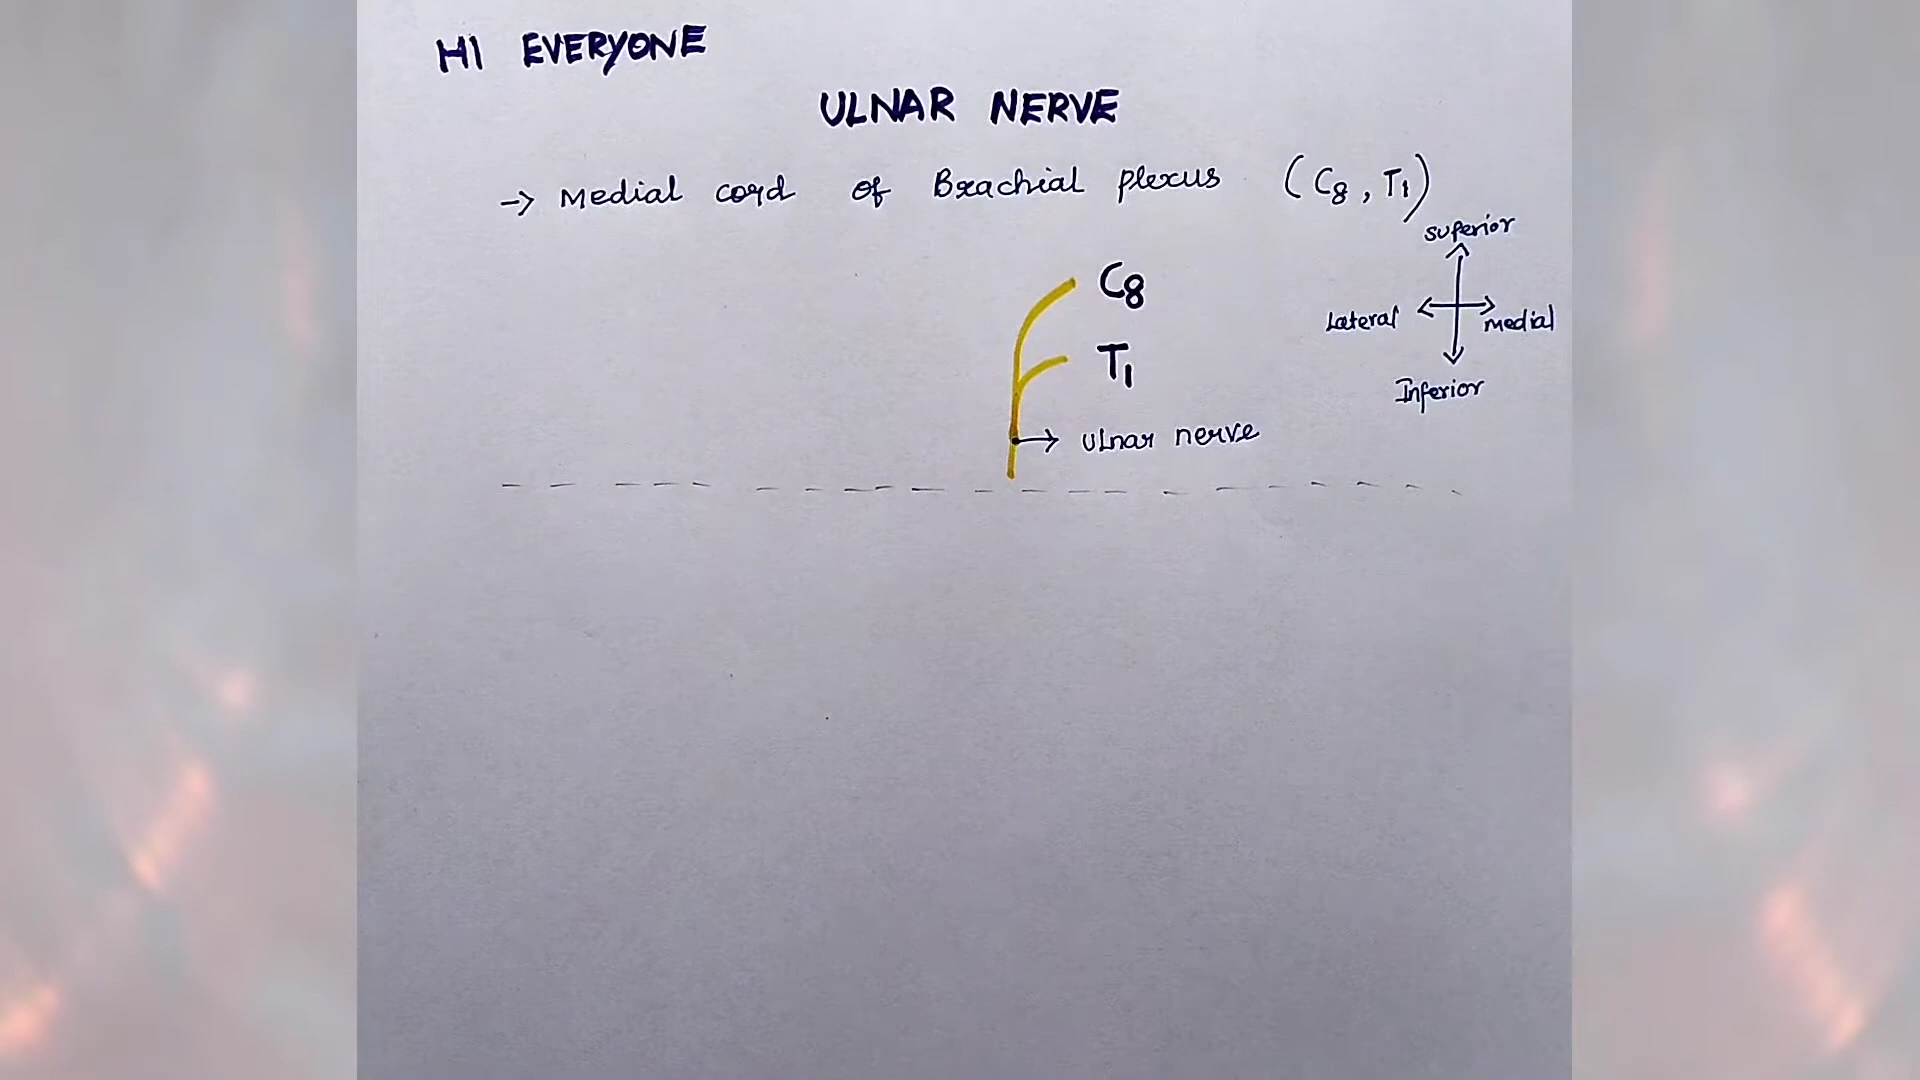 HI EVERYONE
ULNAR NERVE
→ Medial cord of Brachial plexus (C8, T1)
superior
Lateral medial
Inferior
C8
T1
→ ulnar nerve